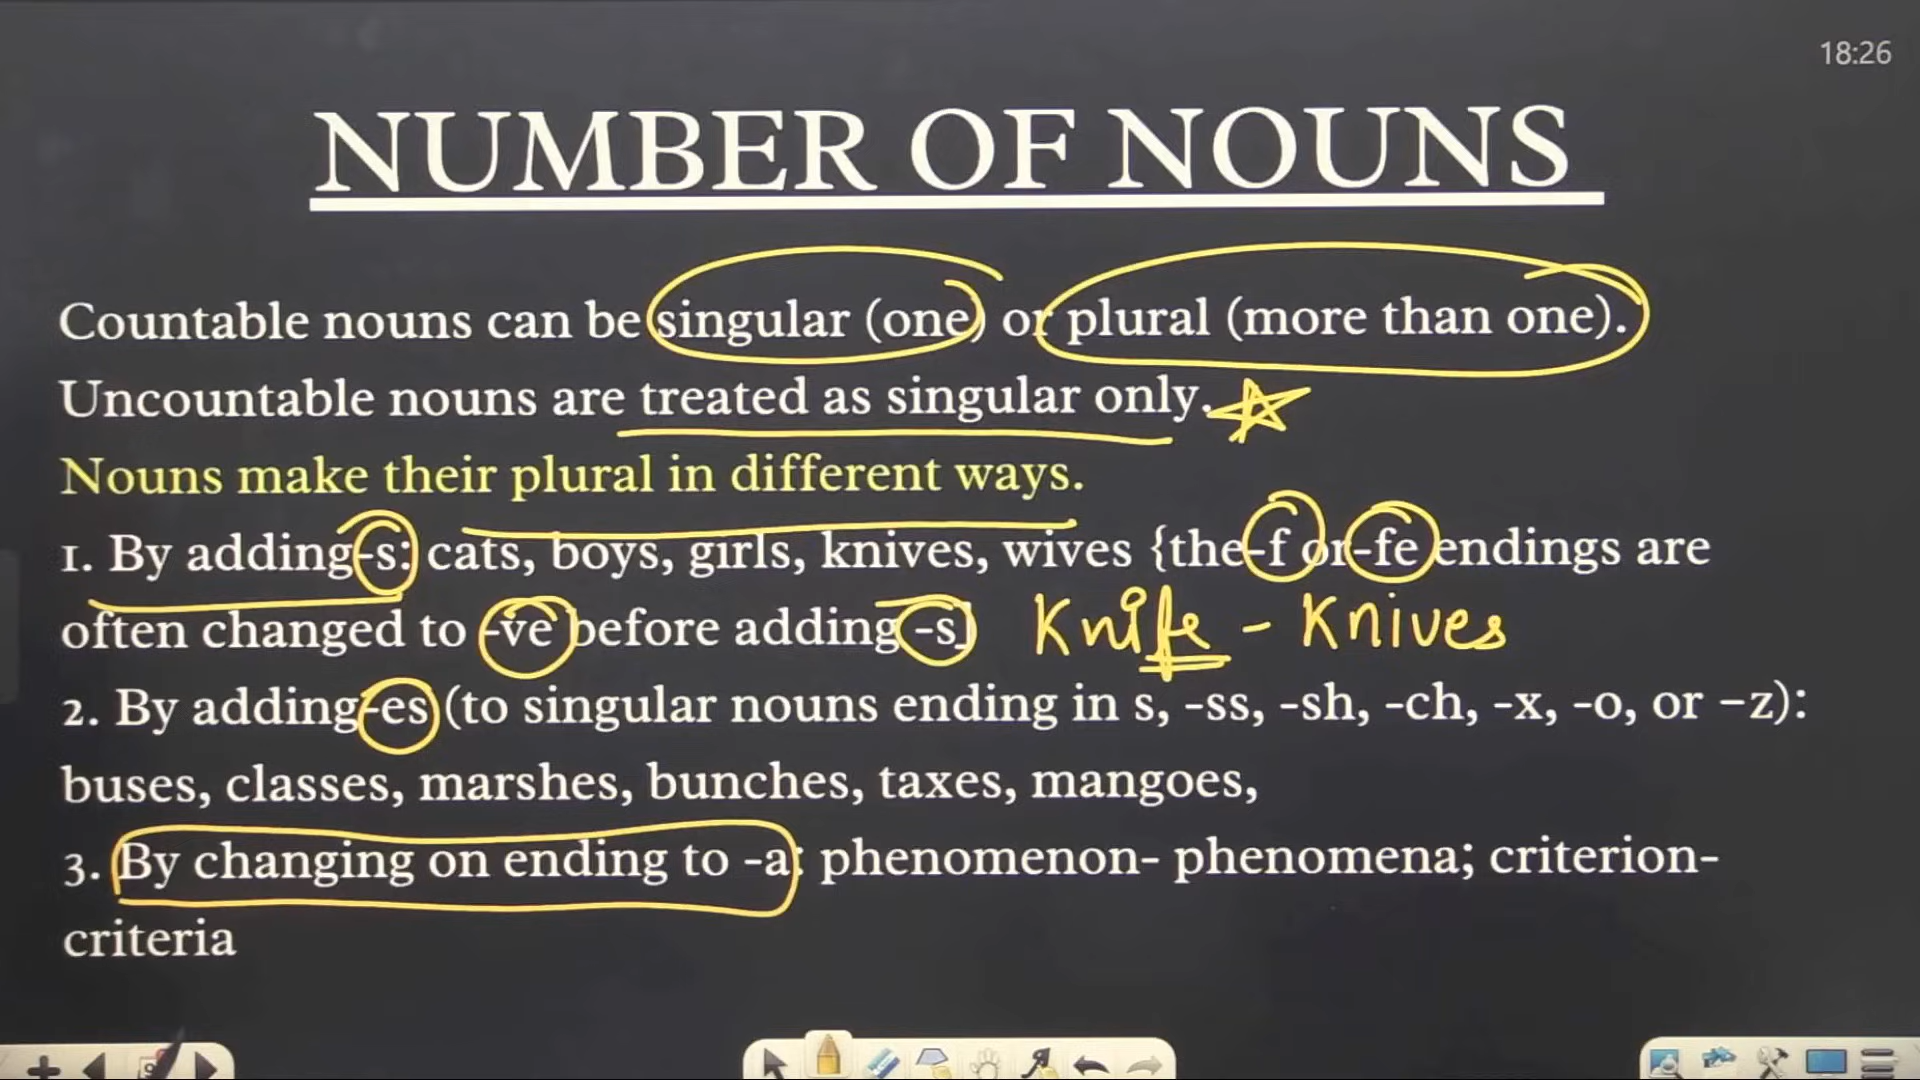 18:26
NUMBER OF NOUNS
Countable nouns can be singular (one) or plural (more than one).
Uncountable nouns are treated as singular only.
Nouns make their plural in different ways.
1. By adding -s: cats, boys, girls, knives, wives {the -f or -fe endings are
often changed to -ve before adding -s} Knife - Knives
2. By adding -es (to singular nouns ending in s, -ss, -sh, -ch, -x, -o, or –z):
buses, classes, marshes, bunches, taxes, mangoes,
3. By changing on ending to -a: phenomenon- phenomena; criterion-
criteria